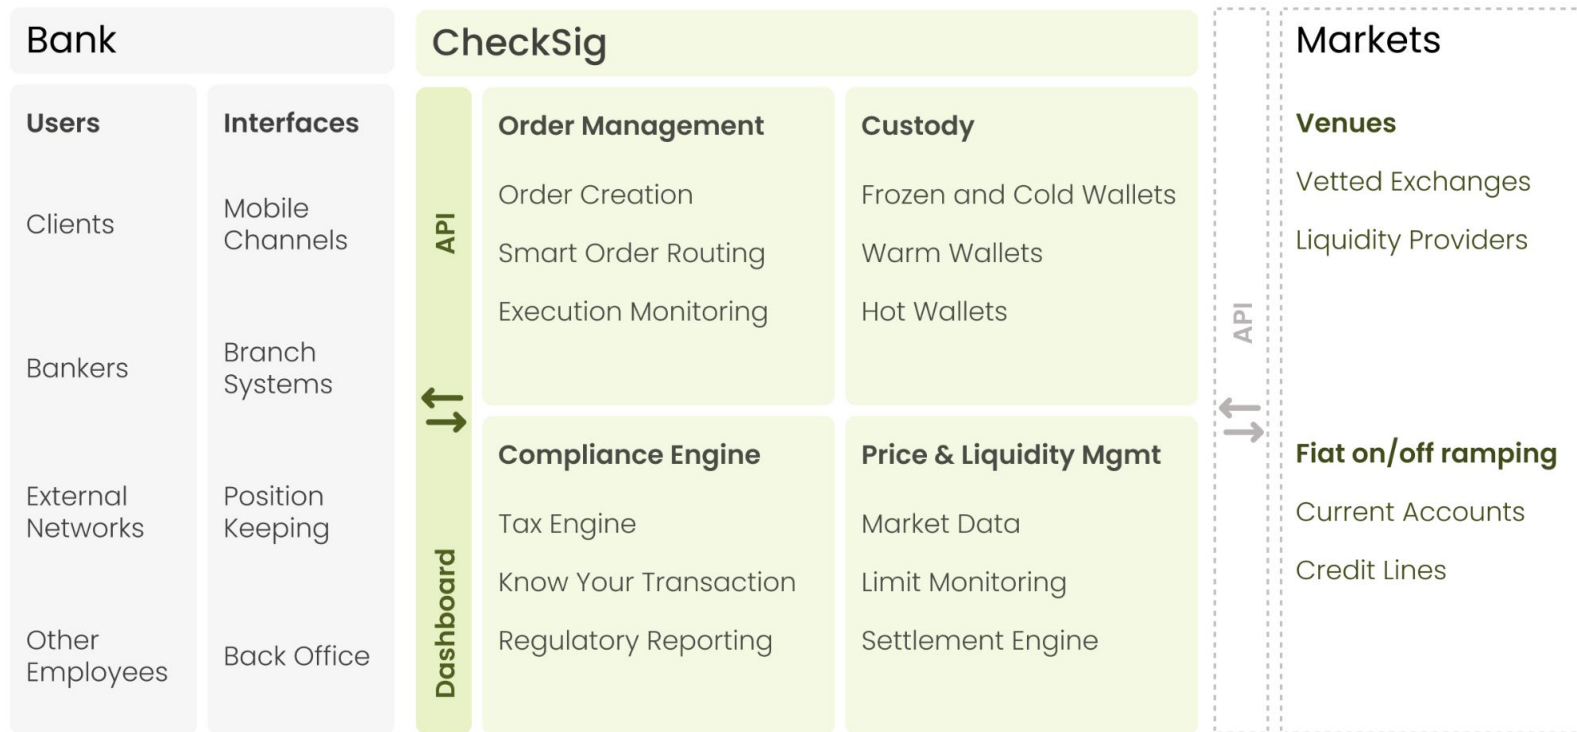 Bank
Users
Clients
Bankers
External
Networks
Other
Employees
Interfaces
Mobile
Channels
Branch
Systems
Position
Keeping
Back Office
CheckSig
API
Dashboard
Order Management
Order Creation
Smart Order Routing
Execution Monitoring
Custody
Frozen and Cold Wallets
Warm Wallets
Hot Wallets
Compliance Engine
Tax Engine
Know Your Transaction
Regulatory Reporting
Price & Liquidity Mgmt
Market Data
Limit Monitoring
Settlement Engine
API
Markets
Venues
Vetted Exchanges
Liquidity Providers
Fiat on/off ramping
Current Accounts
Credit Lines